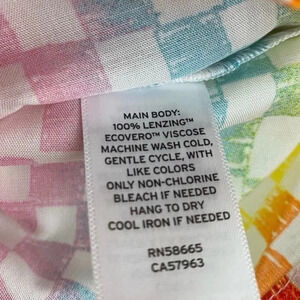 MAIN BODY:
100% LENZING™
ECOVERO™ VISCOSE
MACHINE WASH COLD,
GENTLE CYCLE, WITH
LIKE COLORS
ONLY NON-CHLORINE
BLEACH IF NEEDED
HANG TO DRY
COOL IRON IF NEEDED
RN58665
CA57963